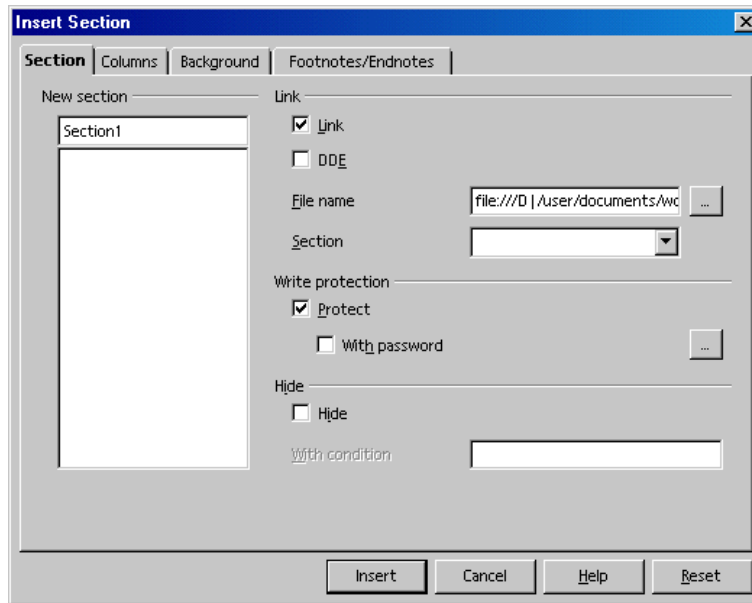 Insert Section
Section Columns Background Footnotes/Endnotes
New section
Section1
Link
Link
DDE
File name file:///D|/user/documents/wo ...
Section
Write protection
Protect
With password ...
Hide
Hide
With condition
Insert Cancel Help Reset